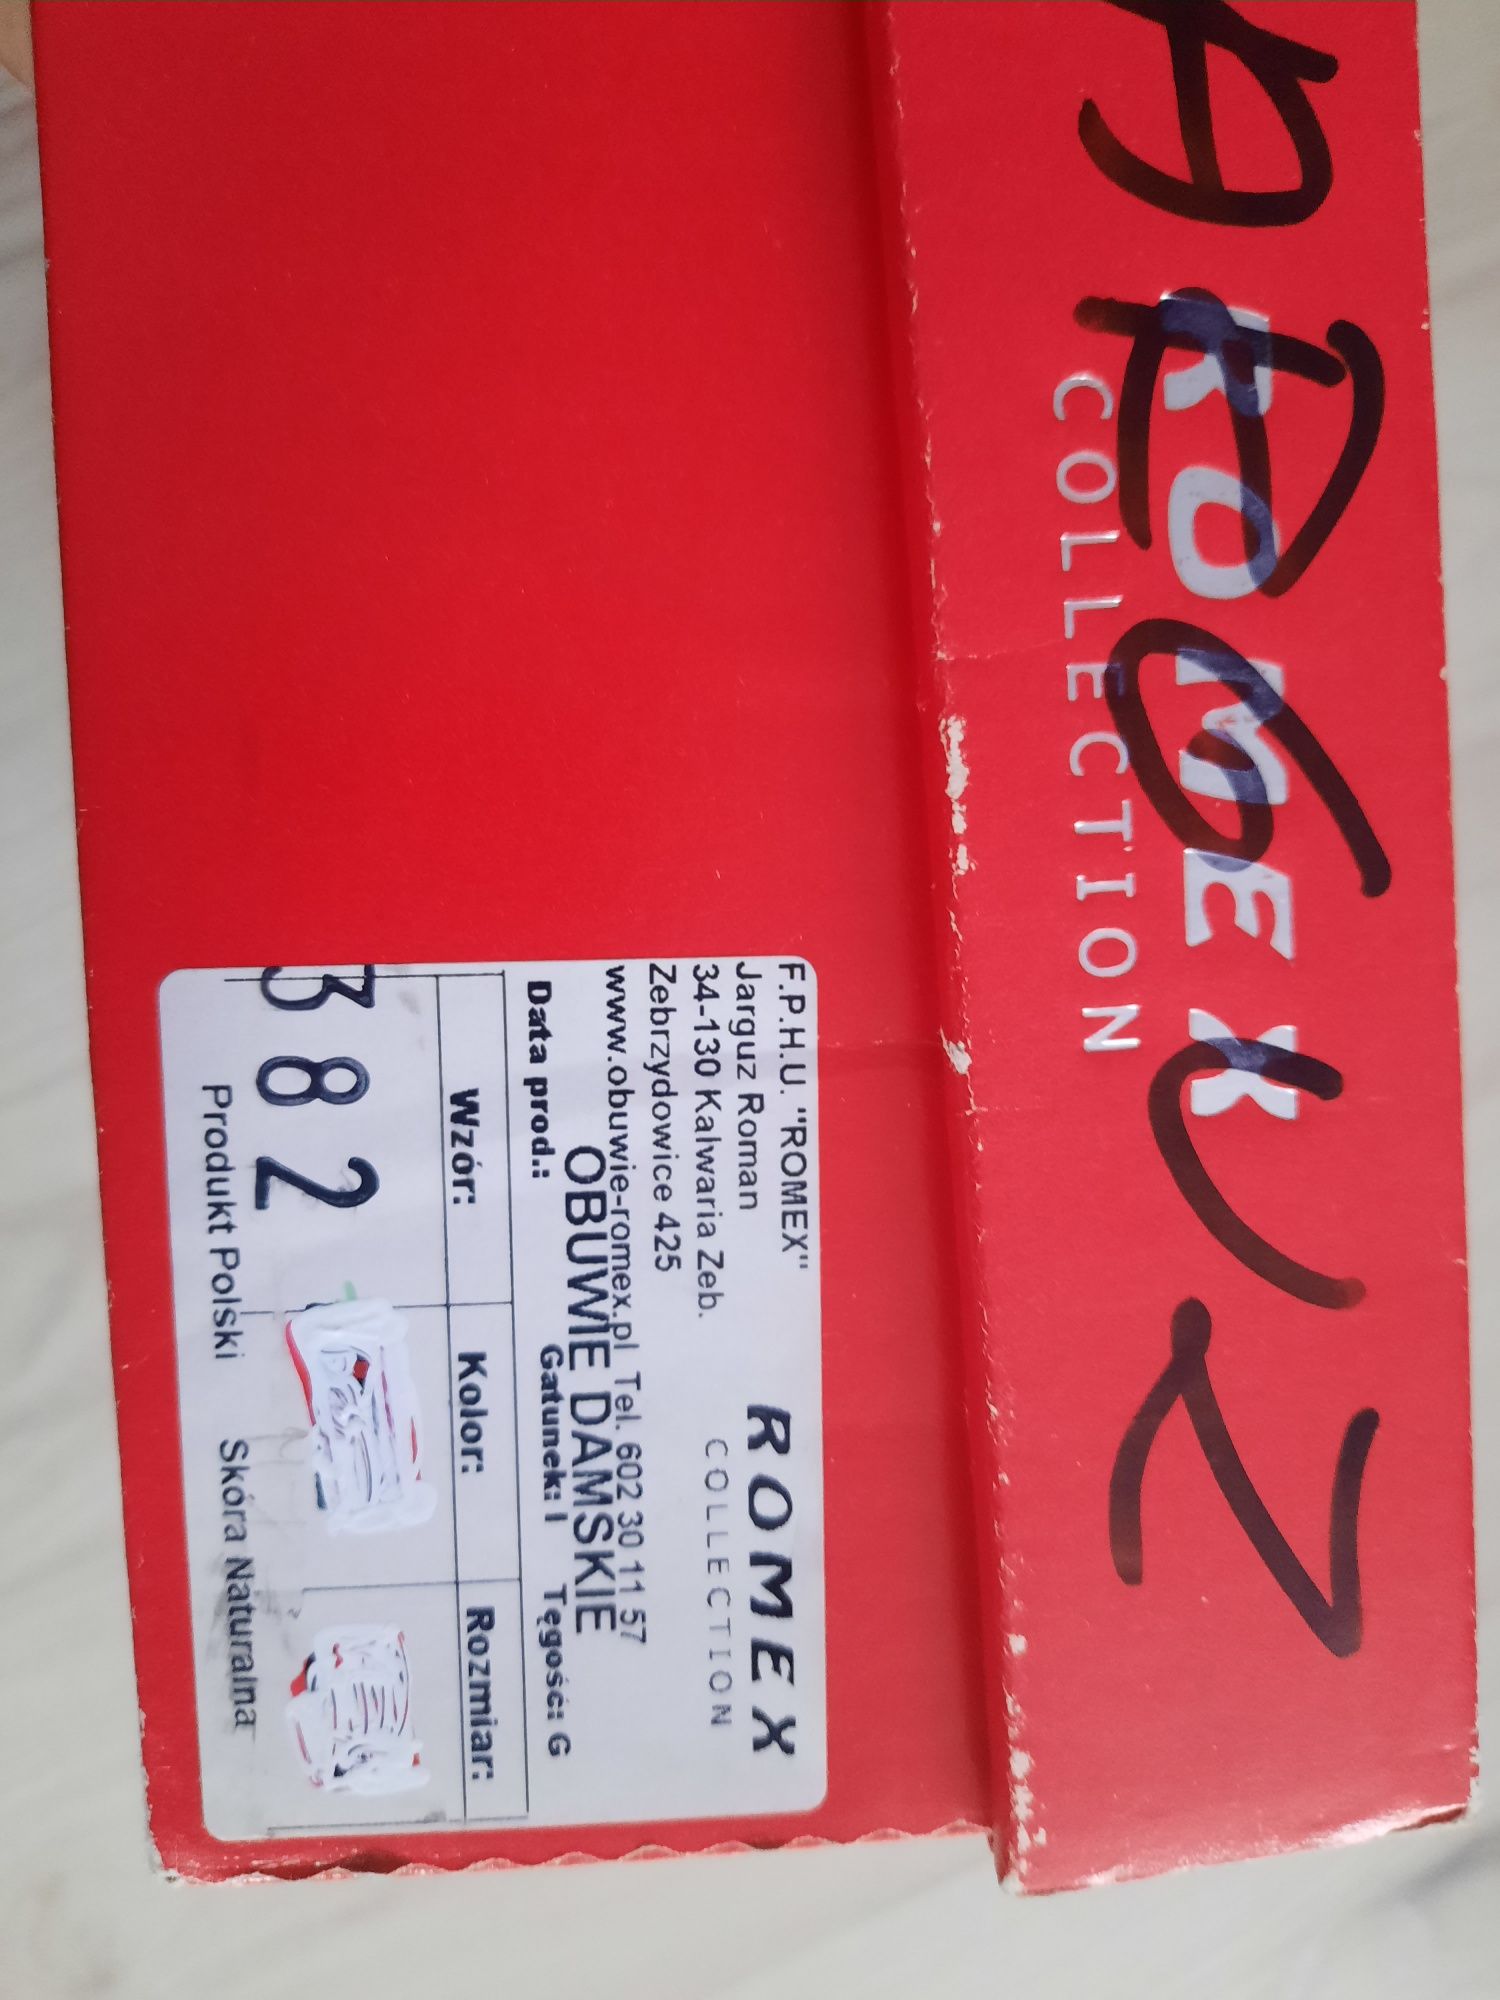 ARGUZ
ROMEX
COLLECTION
F.P.H.U. "ROMEX"
Jarguz Roman
34-130 Kalwaria Zeb.
Zebrzydowice 425
www.obuwie-romex.pl Tel. 602 30 11 57
ROMEX
COLLECTION
OBUWIE DAMSKIE
Data prod.: Gatunek: I Tęgość: G
Wzór: Kolor: Rozmiar:
382
Produkt Polski Skóra Naturalna